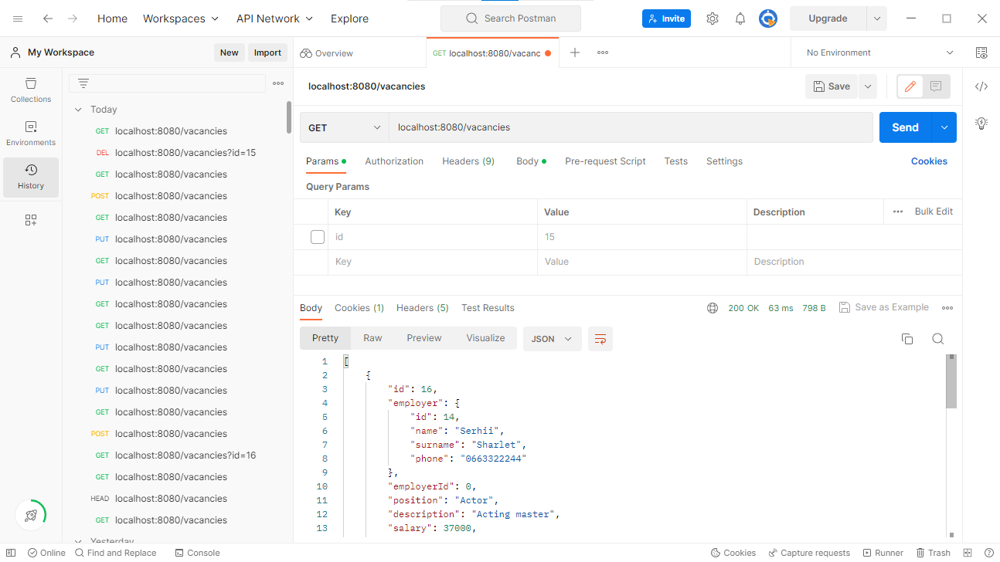 Home Workspaces API Network Explore Search Postman Invite Upgrade
My Workspace New Import Overview GET localhost:8080/vacanc No Environment
Collections
Environments
History
Today
GET localhost:8080/vacancies
DEL localhost:8080/vacancies?id=15
GET localhost:8080/vacancies
POST localhost:8080/vacancies
GET localhost:8080/vacancies
PUT localhost:8080/vacancies
GET localhost:8080/vacancies
PUT localhost:8080/vacancies
GET localhost:8080/vacancies
GET localhost:8080/vacancies
PUT localhost:8080/vacancies
GET localhost:8080/vacancies
PUT localhost:8080/vacancies
GET localhost:8080/vacancies
POST localhost:8080/vacancies
GET localhost:8080/vacancies?id=16
GET localhost:8080/vacancies
HEAD localhost:8080/vacancies
GET localhost:8080/vacancies
Yesterday
localhost:8080/vacancies Save
GET localhost:8080/vacancies Send
Params Authorization Headers (9) Body Pre-request Script Tests Settings Cookies
Query Params
Key Value Description Bulk Edit
id 15
Key Value Description
Body Cookies (1) Headers (5) Test Results 200 OK 63 ms 798 B Save as Example
Pretty Raw Preview Visualize JSON
1 [
2 {
3 "id": 16,
4 "employer": {
5 "id": 14,
6 "name": "Serhii",
7 "surname": "Sharlet",
8 "phone": "0663322244"
9 },
10 "employerId": 0,
11 "position": "Actor",
12 "description": "Acting master",
13 "salary": 37000,
Online Find and Replace Console Cookies Capture requests Runner Trash